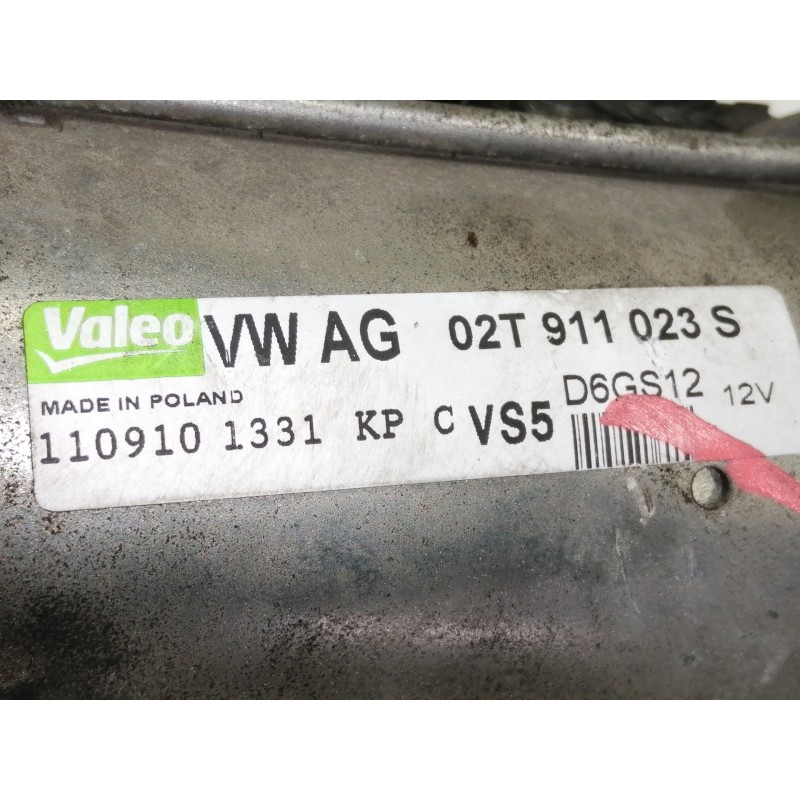 Valeo VW AG 02T 911 023 S
MADE IN POLAND D6GS12 12V
110910 1331 KP C VS5